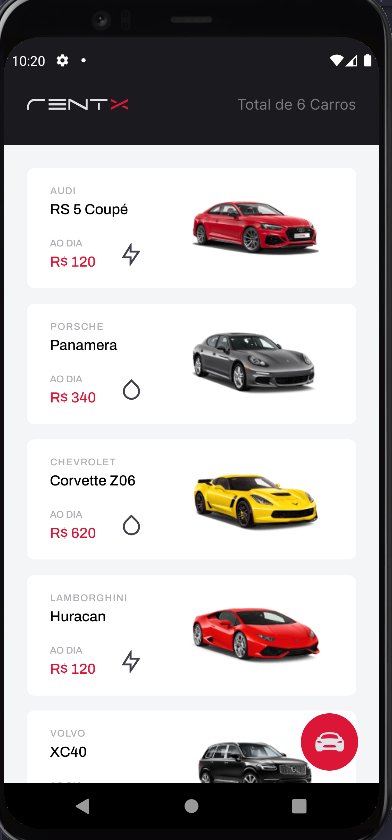 10:20
RENTX
Total de 6 Carros
AUDI
RS 5 Coupé
AO DIA
R$ 120
PORSCHE
Panamera
AO DIA
R$ 340
CHEVROLET
Corvette Z06
AO DIA
R$ 620
LAMBORGHINI
Huracan
AO DIA
R$ 120
VOLVO
XC40